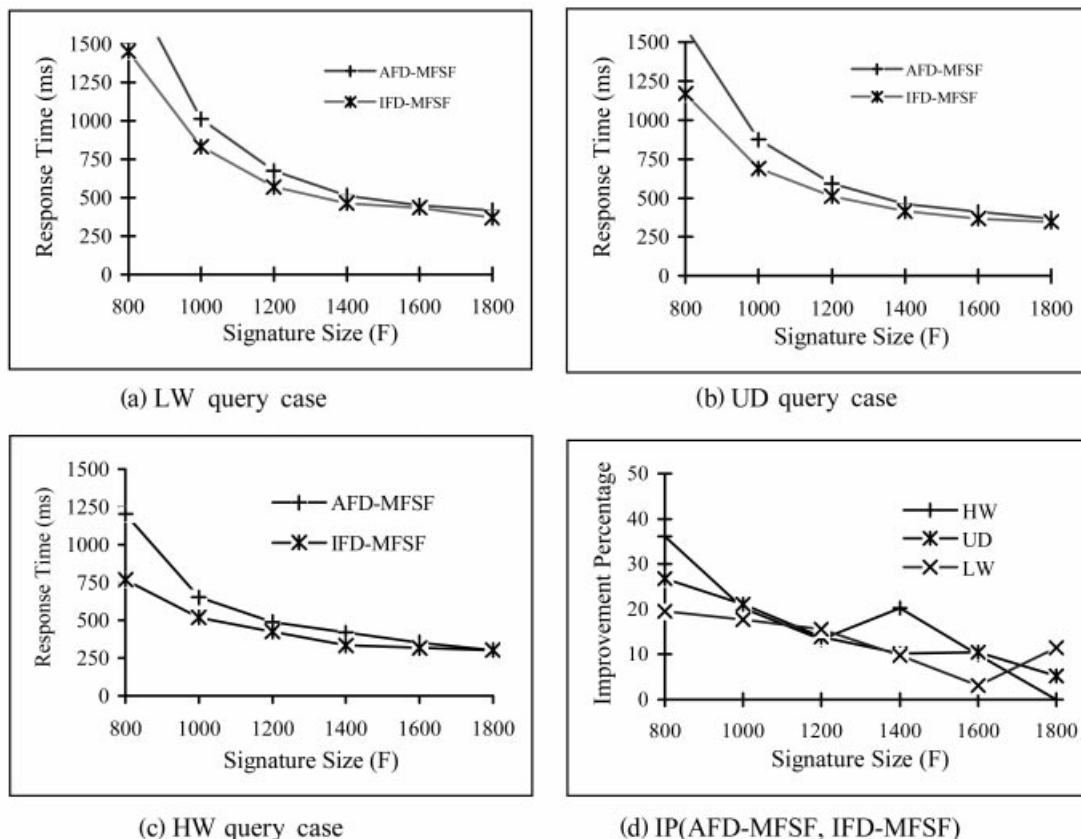 1500
1250
1000
750
500
250
0
Response Time (ms)
AFD-MFSF
IFD-MFSF
800 1000 1200 1400 1600 1800
Signature Size (F)
(a) LW query case
1500
1250
1000
750
500
250
0
Response Time (ms)
AFD-MFSF
IFD-MFSF
800 1000 1200 1400 1600 1800
Signature Size (F)
(b) UD query case
1500
1250
1000
750
500
250
0
Response Time (ms)
AFD-MFSF
IFD-MFSF
800 1000 1200 1400 1600 1800
Signature Size (F)
(c) HW query case
50
40
30
20
10
0
Improvement Percentage
HW
UD
LW
800 1000 1200 1400 1600 1800
Signature Size (F)
(d) IP(AFD-MFSF, IFD-MFSF)